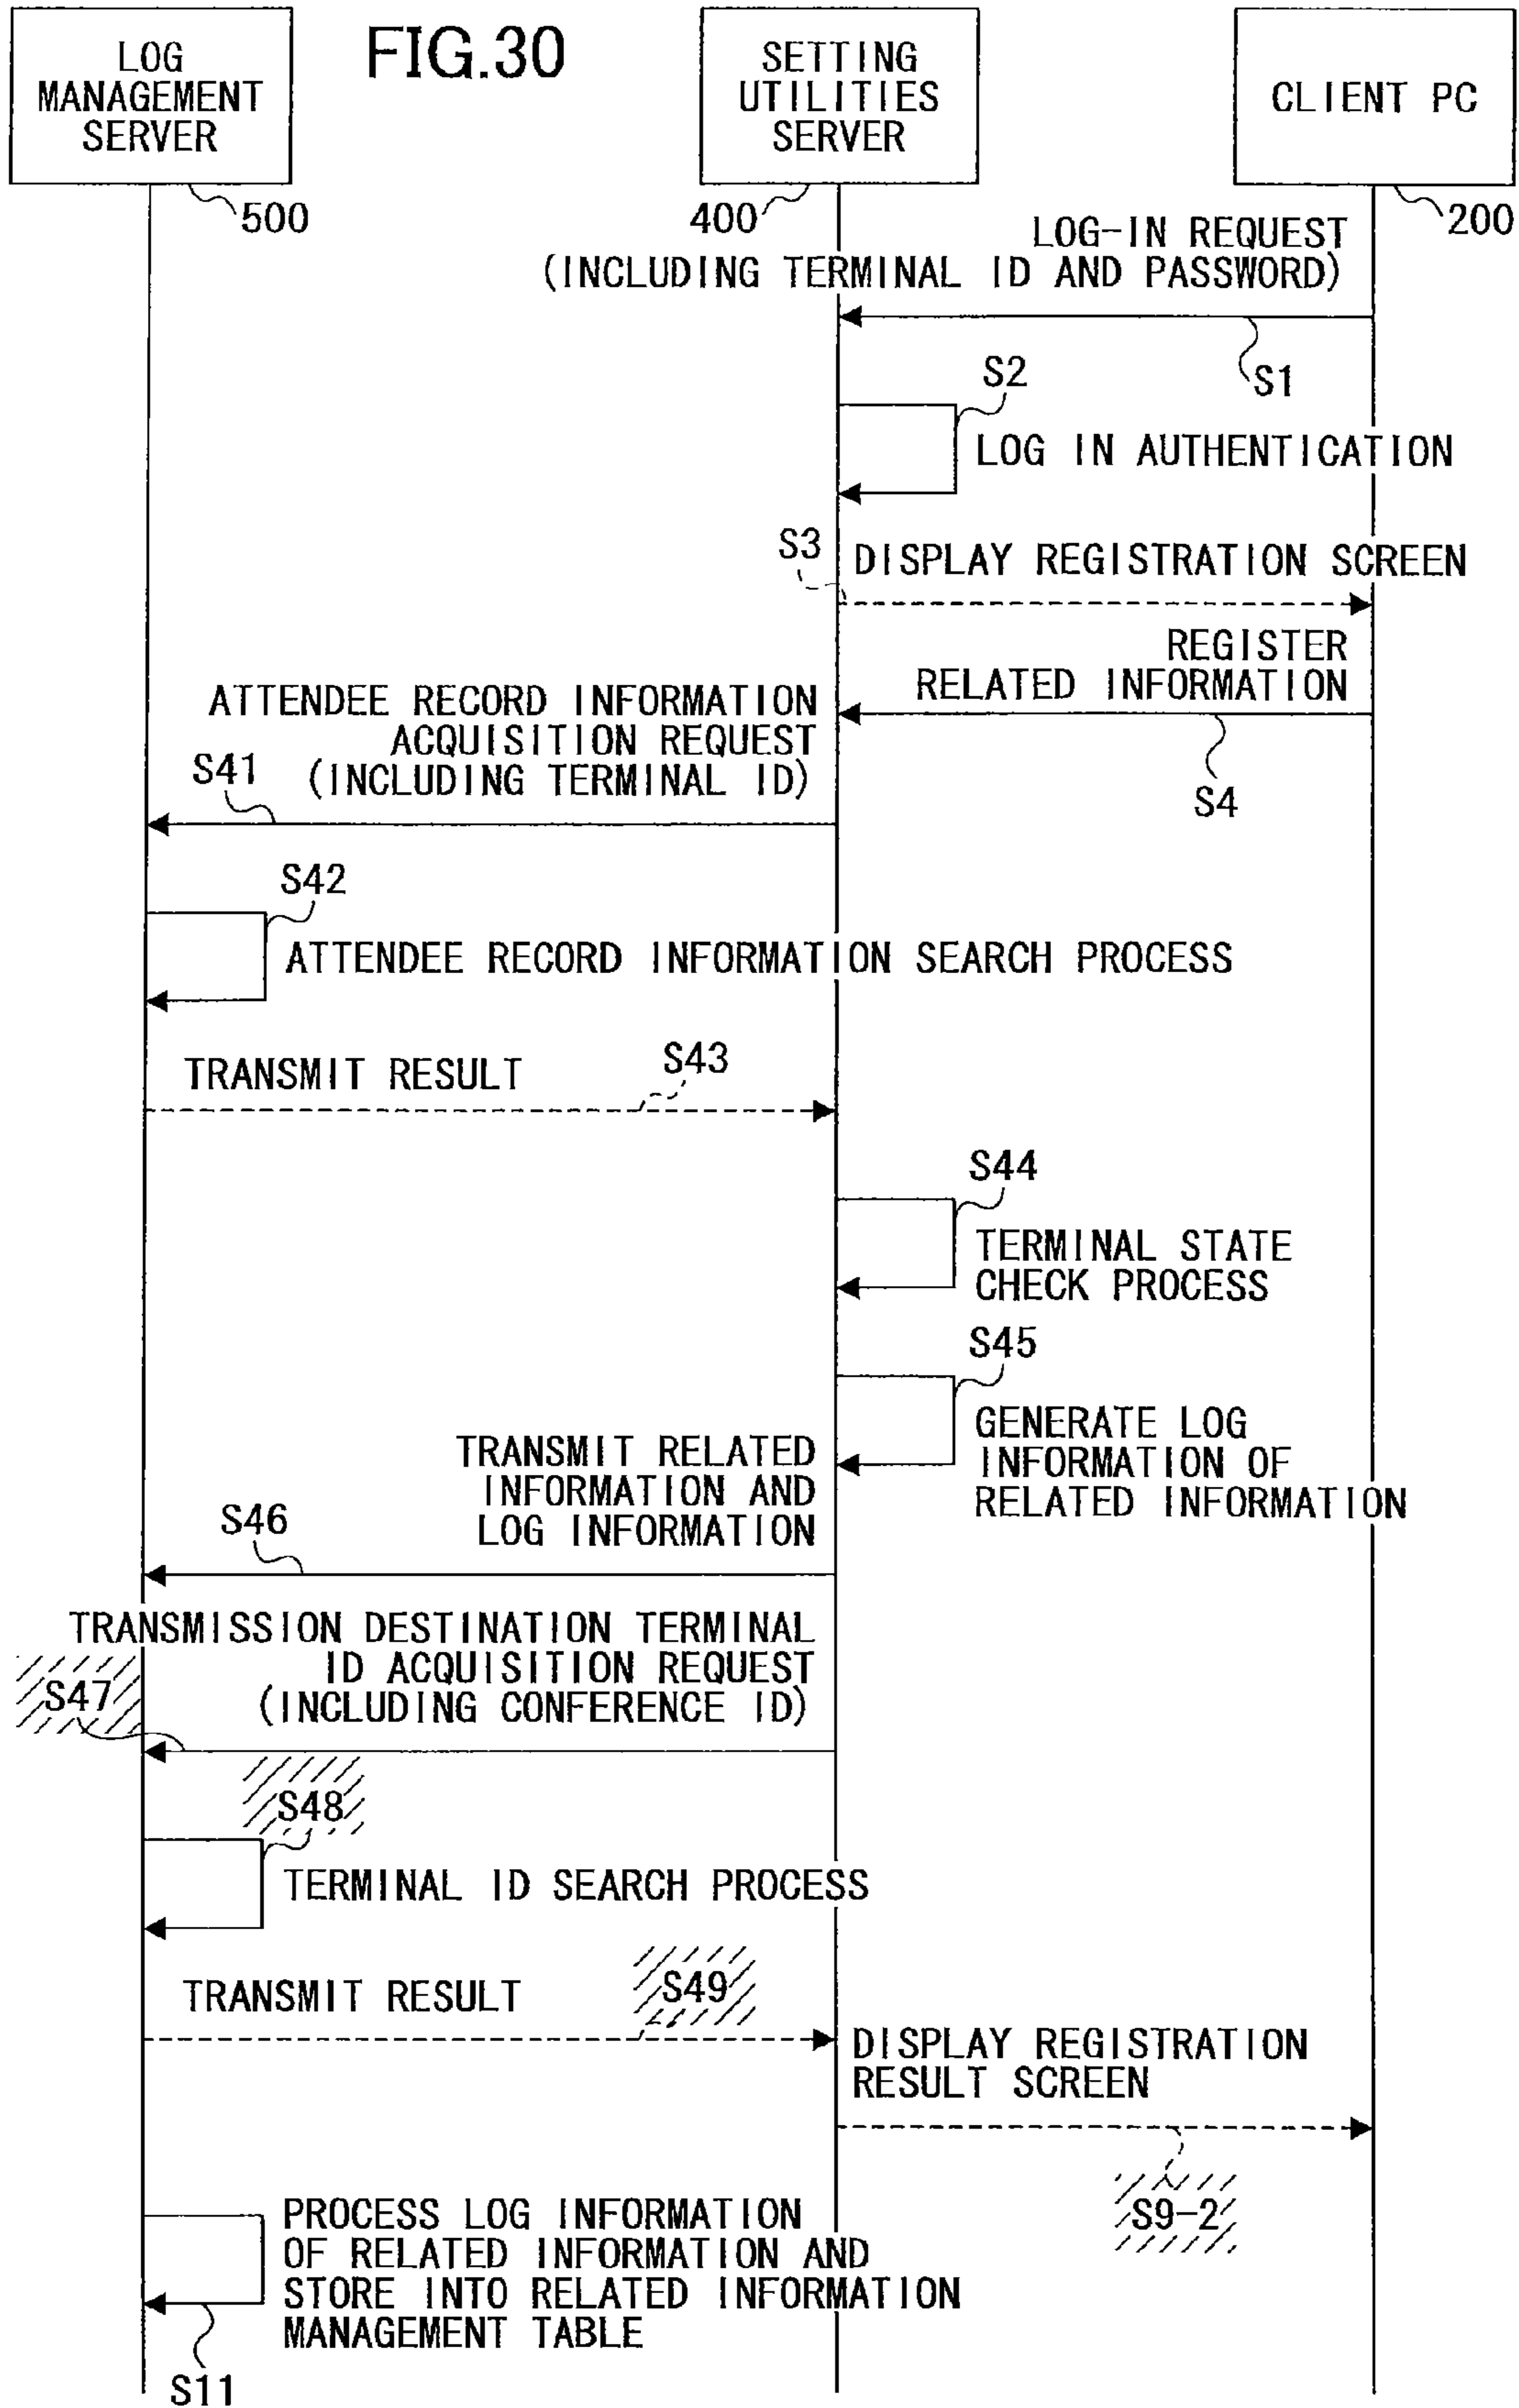 FIG.30
LOG
MANAGEMENT
SERVER
500
SETTING
UTILITIES
SERVER
400
CLIENT PC
200
LOG-IN REQUEST
(INCLUDING TERMINAL ID AND PASSWORD)
S1
S2
LOG IN AUTHENTICATION
S3
DISPLAY REGISTRATION SCREEN
REGISTER
RELATED INFORMATION
S4
ATTENDEE RECORD INFORMATION
ACQUISITION REQUEST
(INCLUDING TERMINAL ID)
S41
S42
ATTENDEE RECORD INFORMATION SEARCH PROCESS
TRANSMIT RESULT
S43
S44
TERMINAL STATE
CHECK PROCESS
S45
GENERATE LOG
INFORMATION OF
RELATED INFORMATION
TRANSMIT RELATED
INFORMATION AND
LOG INFORMATION
S46
TRANSMISSION DESTINATION TERMINAL
ID ACQUISITION REQUEST
(INCLUDING CONFERENCE ID)
S47
S48
TERMINAL ID SEARCH PROCESS
TRANSMIT RESULT
S49
DISPLAY REGISTRATION
RESULT SCREEN
S9-2
PROCESS LOG INFORMATION
OF RELATED INFORMATION AND
STORE INTO RELATED INFORMATION
MANAGEMENT TABLE
S11